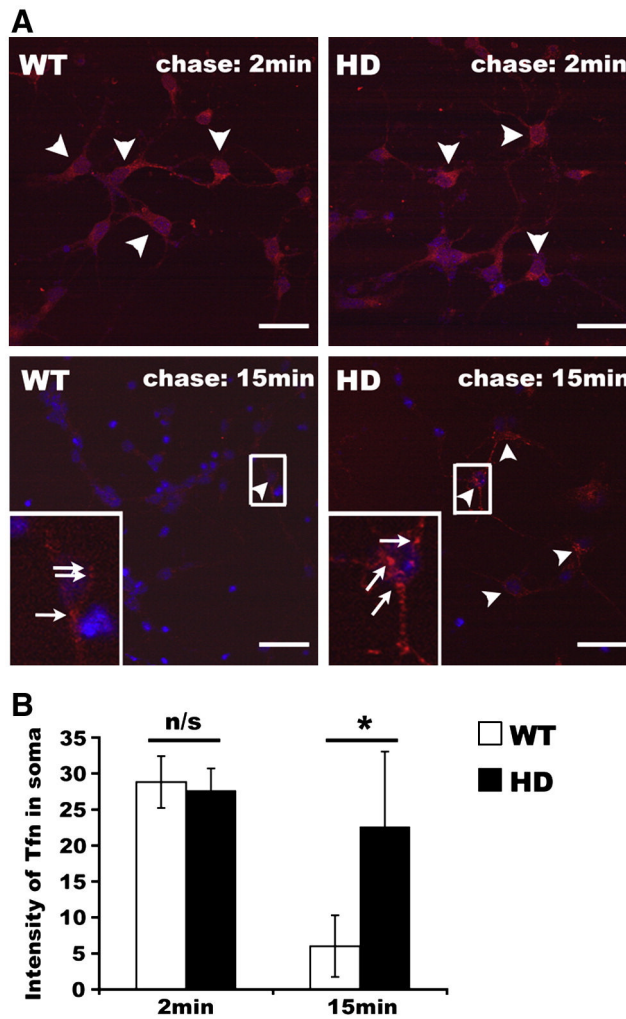 A
WT chase: 2min
HD chase: 2min
WT chase: 15min
HD chase: 15min
B
Intensity of Tfn in soma
35
30
25
20
15
10
5
0
n/s
*
WT
HD
2min
15min